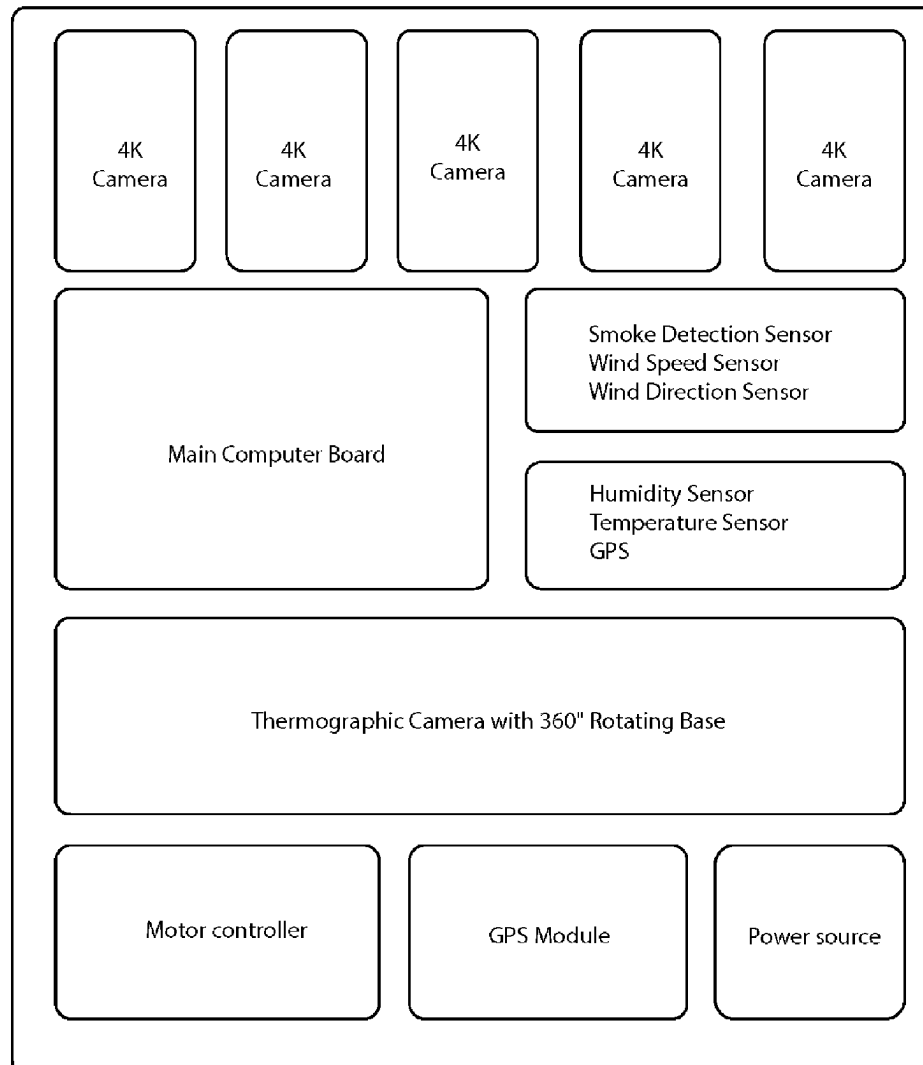 4K
Camera
4K
Camera
4K
Camera
4K
Camera
4K
Camera
Main Computer Board
Smoke Detection Sensor
Wind Speed Sensor
Wind Direction Sensor
Humidity Sensor
Temperature Sensor
GPS
Thermographic Camera with 360" Rotating Base
Motor controller
GPS Module
Power source